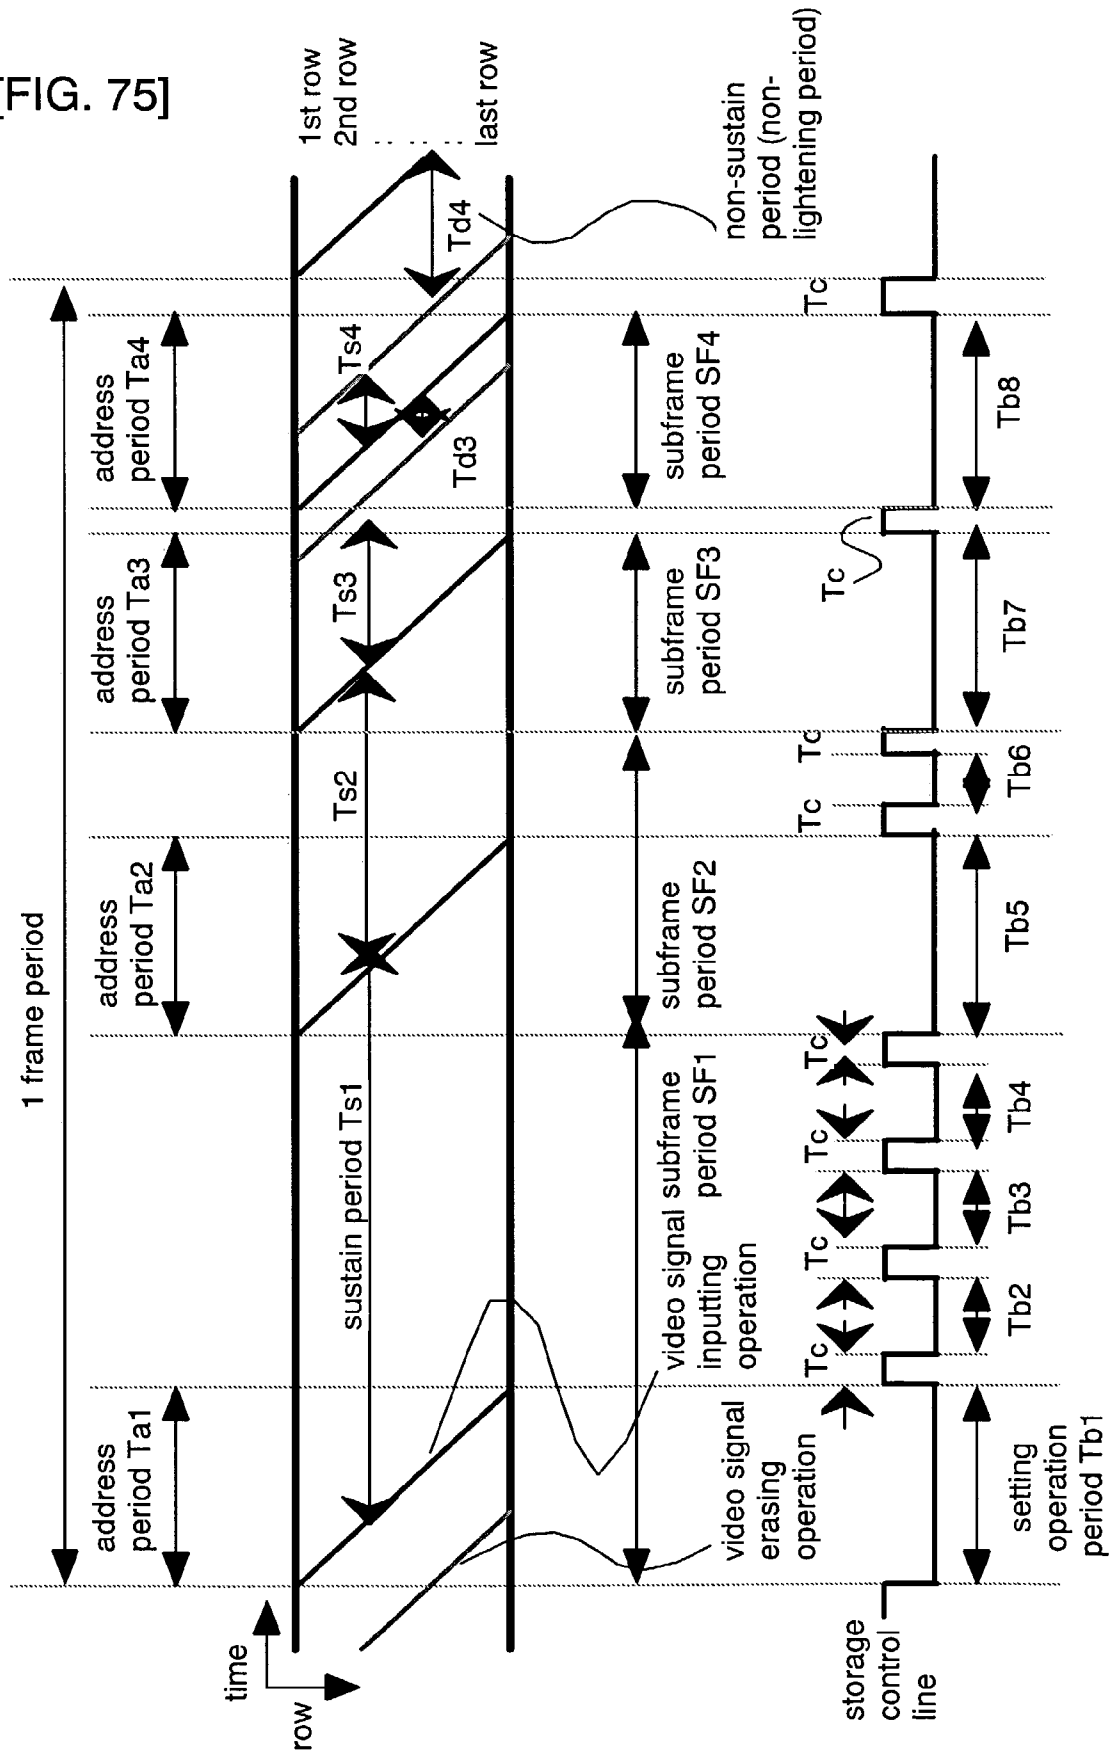 [FIG. 75]
1 frame period
address
period Ta1
address
period Ta2
address
period Ta3
address
period Ta4
time
row
sustain period Ts1
Ts2
Ts3
Ts4
Td3
Td4
1st row
2nd row
last row
video signal
erasing
operation
video signal
inputting
operation
subframe
period SF1
subframe
period SF2
subframe
period SF3
subframe
period SF4
non-sustain
period (non-
lightening period)
storage
control
line
Tc
Tc
Tc
Tc
Tc
Tc
Tc
Tc
setting
operation
period Tb1
Tb2
Tb3
Tb4
Tb5
Tb6
Tb7
Tb8